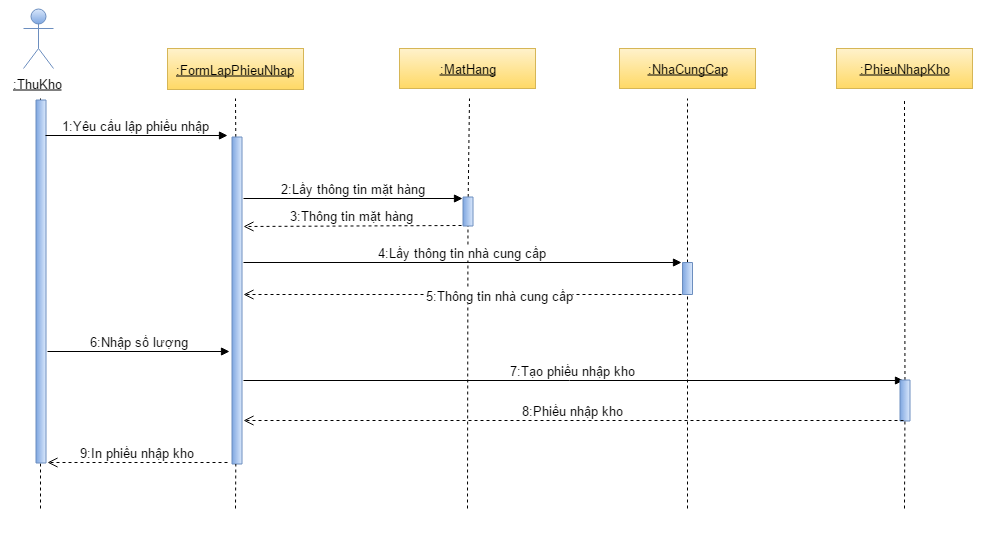 :ThuKho
:FormLapPhieuNhap
:MatHang
:NhaCungCap
:PhieuNhapKho
1:Yêu cầu lập phiếu nhập
2:Lấy thông tin mặt hàng
3:Thông tin mặt hàng
4:Lấy thông tin nhà cung cấp
5:Thông tin nhà cung cấp
6:Nhập số lượng
7:Tạo phiếu nhập kho
8:Phiếu nhập kho
9:In phiếu nhập kho